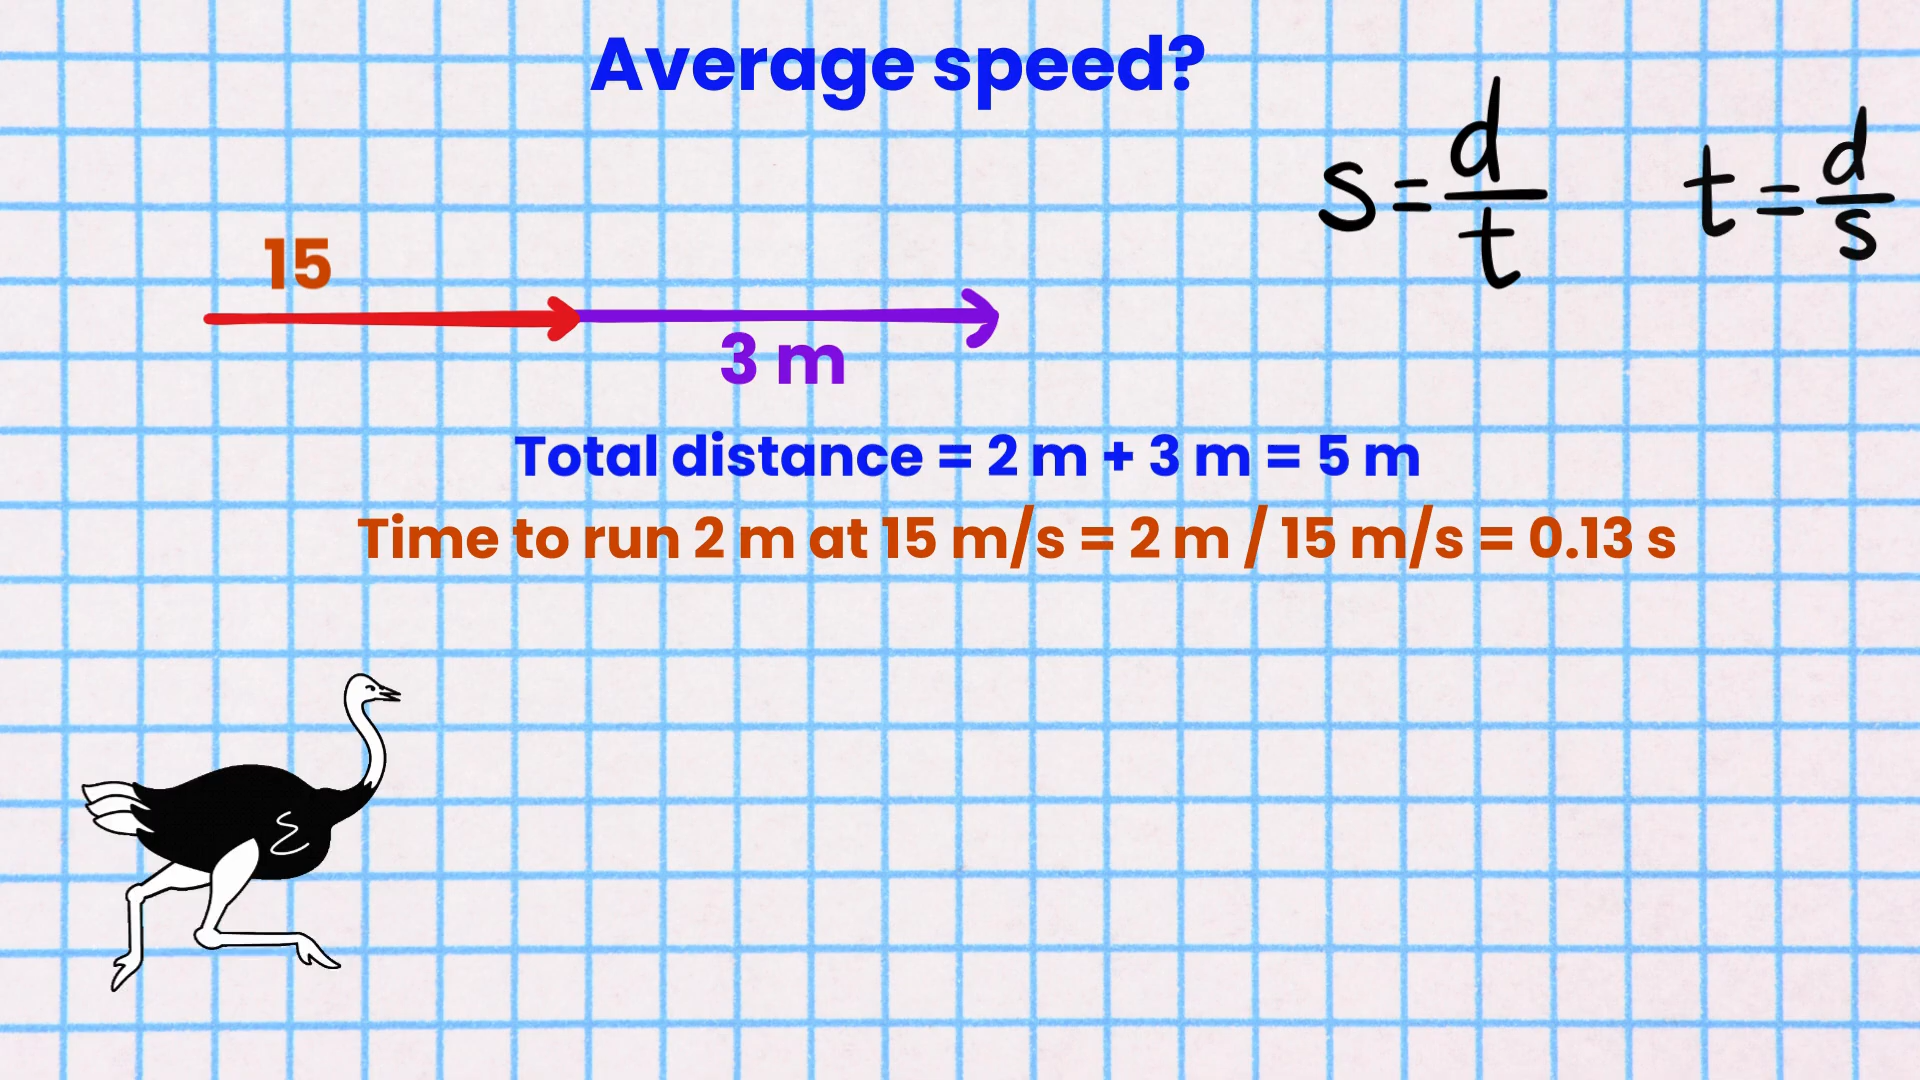 Average speed?
s = d/t
t = d/s
15
3 m
Total distance = 2 m + 3 m = 5 m
Time to run 2 m at 15 m/s = 2 m / 15 m/s = 0.13 s